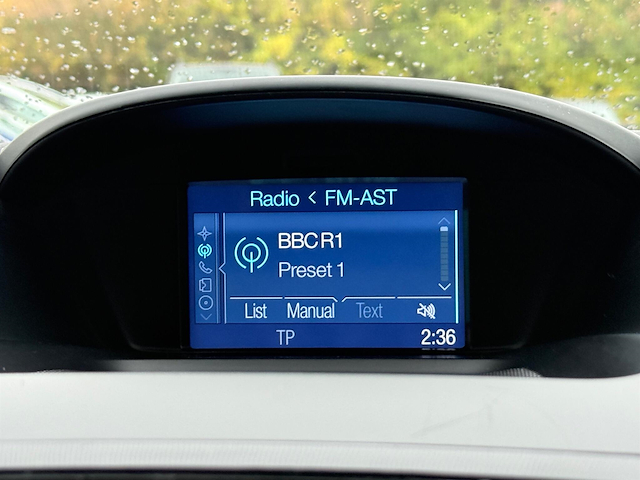 Radio < FM-AST
BBC R1
Preset 1
List Manual Text
TP 2:36